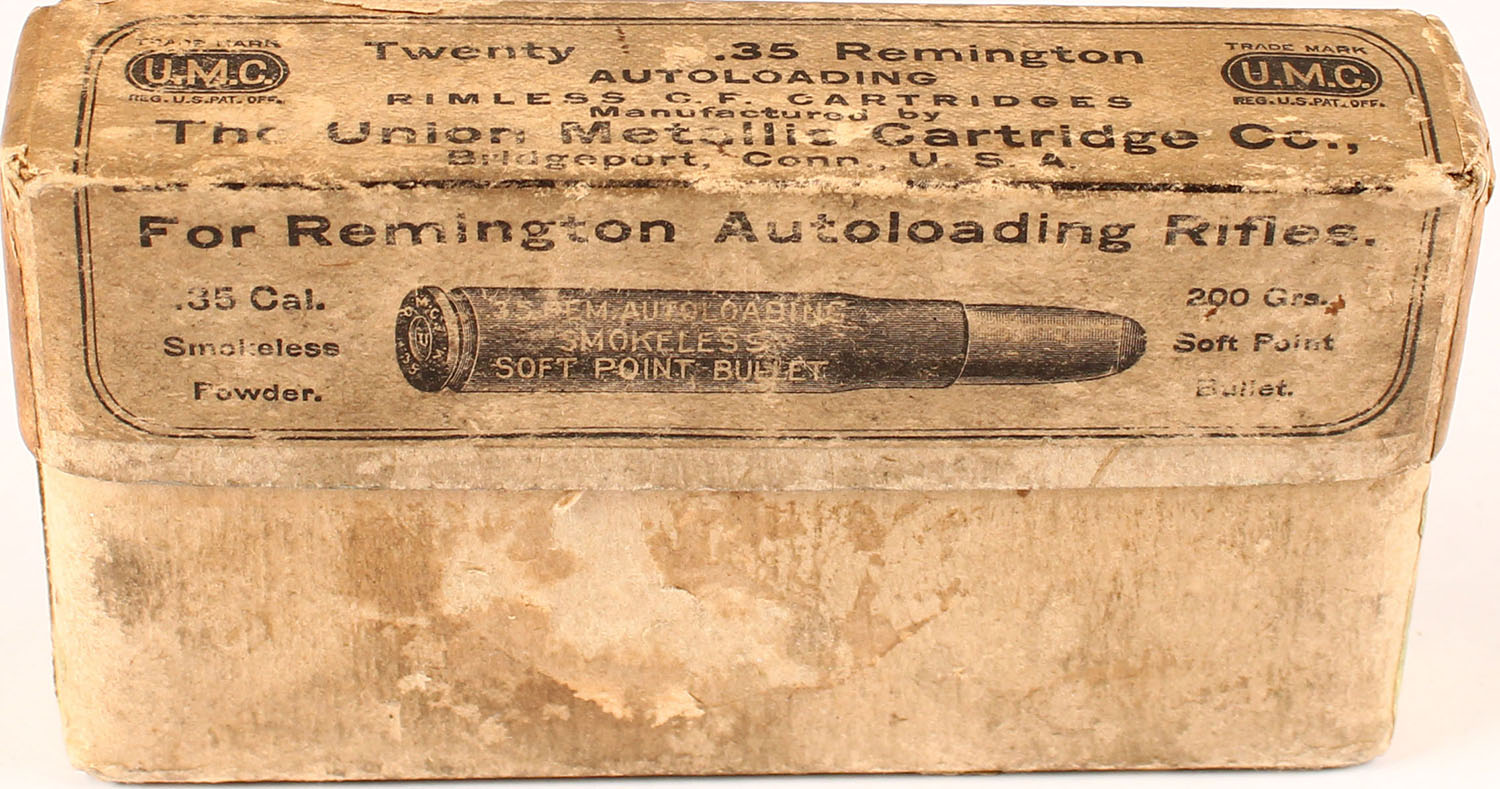 TRADE MARK
U.M.C.
REG. U.S. PAT. OFF.
Twenty .35 Remington
AUTOLOADING
RIMLESS C.F. CARTRIDGES
Manufactured by
The Union Metallic Cartridge Co.,
Bridgeport, Conn., U. S. A.
TRADE MARK
U.M.C.
REG. U.S. PAT. OFF.
For Remington Autoloading Rifles.
.35 Cal.
Smokeless
Powder.
REM. AUTOLOADING
SMOKELESS
SOFT POINT BULLET
200 Grs.
Soft Point
Bullet.